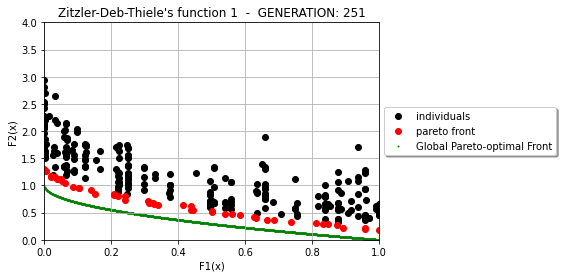 Zitzler-Deb-Thiele's function 1 - GENERATION: 251
4.0
3.5
3.0
2.5
2.0
1.5
1.0
0.5
0.0
F2(x)
0.0 0.2 0.4 0.6 0.8 1.0
F1(x)
individuals
pareto front
Global Pareto-optimal Front